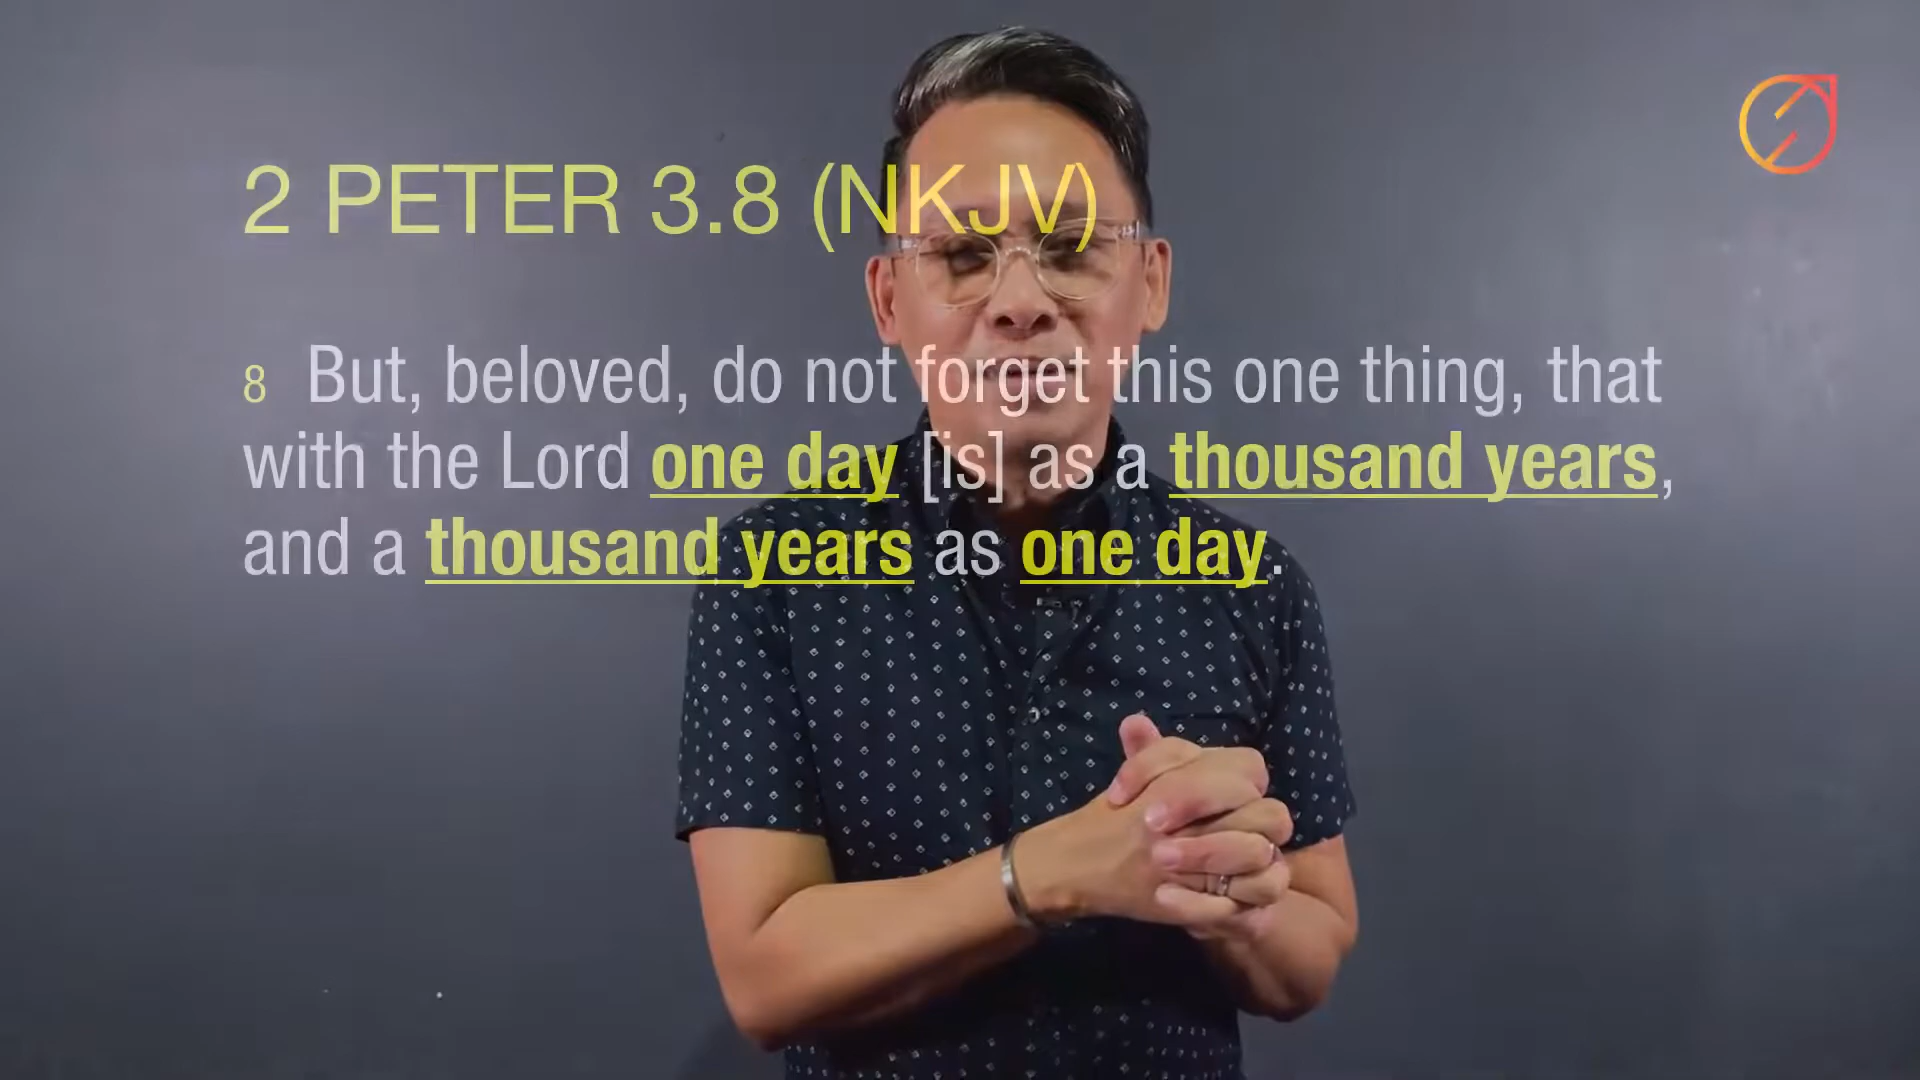 2 PETER 3.8 (NKJV)
8 But, beloved, do not forget this one thing, that
with the Lord one day [is] as a thousand years,
and a thousand years as one day.